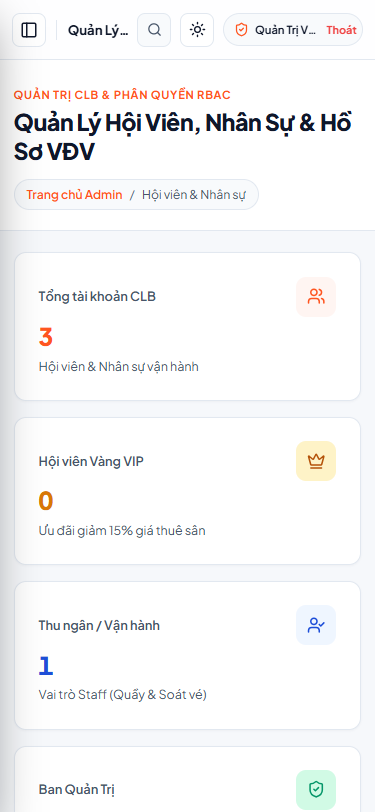 Quản Lý...
Quản Trị V... Thoát
QUẢN TRỊ CLB & PHÂN QUYỀN RBAC
Quản Lý Hội Viên, Nhân Sự & Hồ
Sơ VĐV
Trang chủ Admin / Hội viên & Nhân sự
Tổng tài khoản CLB
3
Hội viên & Nhân sự vận hành
Hội viên Vàng VIP
0
Ưu đãi giảm 15% giá thuê sân
Thu ngân / Vận hành
1
Vai trò Staff (Quầy & Soát vé)
Ban Quản Trị